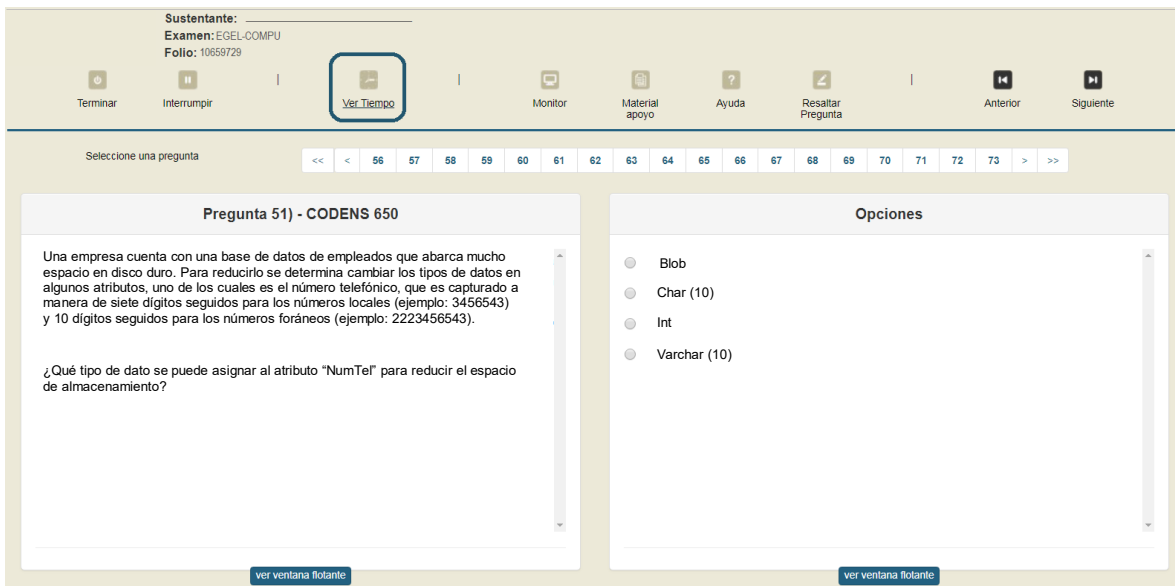 Sustentante:
Examen: EGEL-COMPU
Folio: 10659729
Terminar
Interrumpir
|
Ver Tiempo
|
Monitor
Material
apoyo
Ayuda
Resaltar
Pregunta
|
Anterior
Siguiente
Seleccione una pregunta
<< < 56 57 58 59 60 61 62 63 64 65 66 67 68 69 70 71 72 73 > >>
Pregunta 51) - CODENS 650
Una empresa cuenta con una base de datos de empleados que abarca mucho
espacio en disco duro. Para reducirlo se determina cambiar los tipos de datos en
algunos atributos, uno de los cuales es el número telefónico, que es capturado a
manera de siete dígitos seguidos para los números locales (ejemplo: 3456543)
y 10 dígitos seguidos para los números foráneos (ejemplo: 2223456543).
¿Qué tipo de dato se puede asignar al atributo “NumTel” para reducir el espacio
de almacenamiento?
ver ventana flotante
Opciones
Blob
Char (10)
Int
Varchar (10)
ver ventana flotante